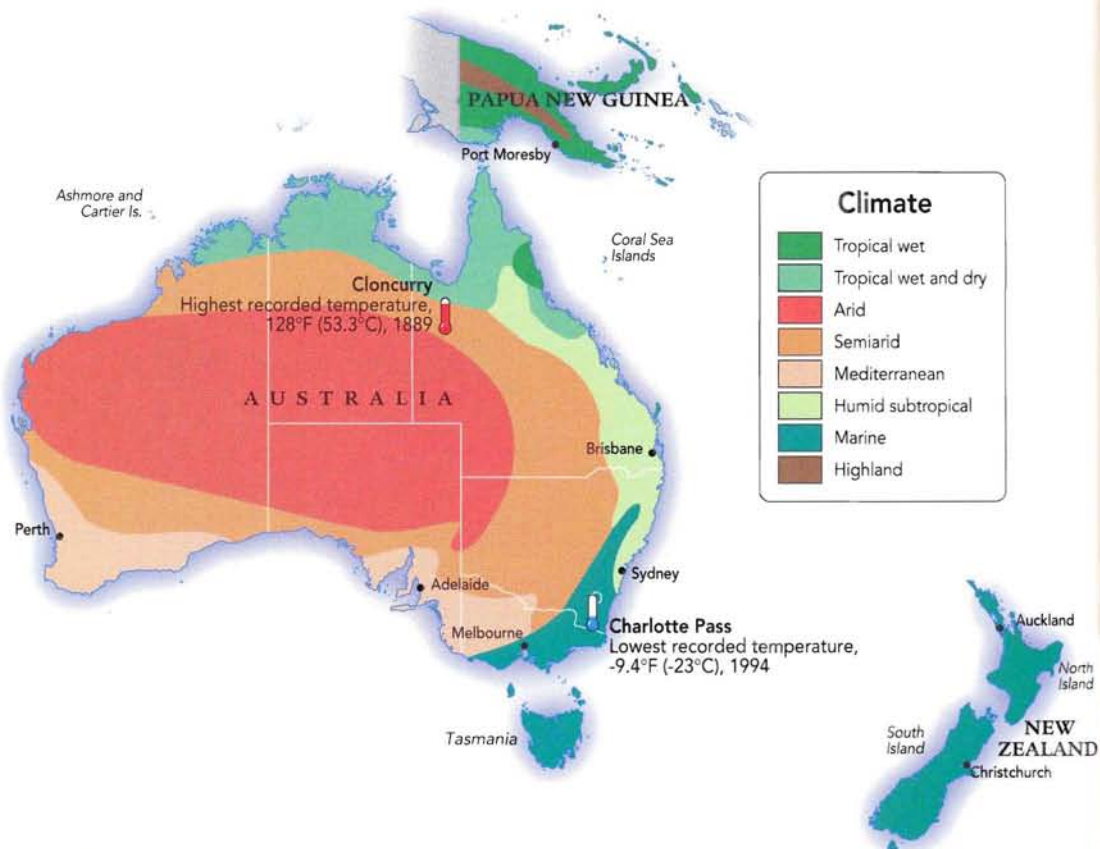 PAPUA NEW GUINEA
Port Moresby
Ashmore and
Cartier Is.
Coral Sea
Islands
Climate
Tropical wet
Tropical wet and dry
Arid
Semiarid
Mediterranean
Humid subtropical
Marine
Highland
Cloncurry
Highest recorded temperature,
128°F (53.3°C), 1889
AUSTRALIA
Brisbane
Perth
Adelaide
Sydney
Melbourne
Charlotte Pass
Lowest recorded temperature,
-9.4°F (-23°C), 1994
Tasmania
Auckland
North
Island
South
Island
NEW
ZEALAND
Christchurch